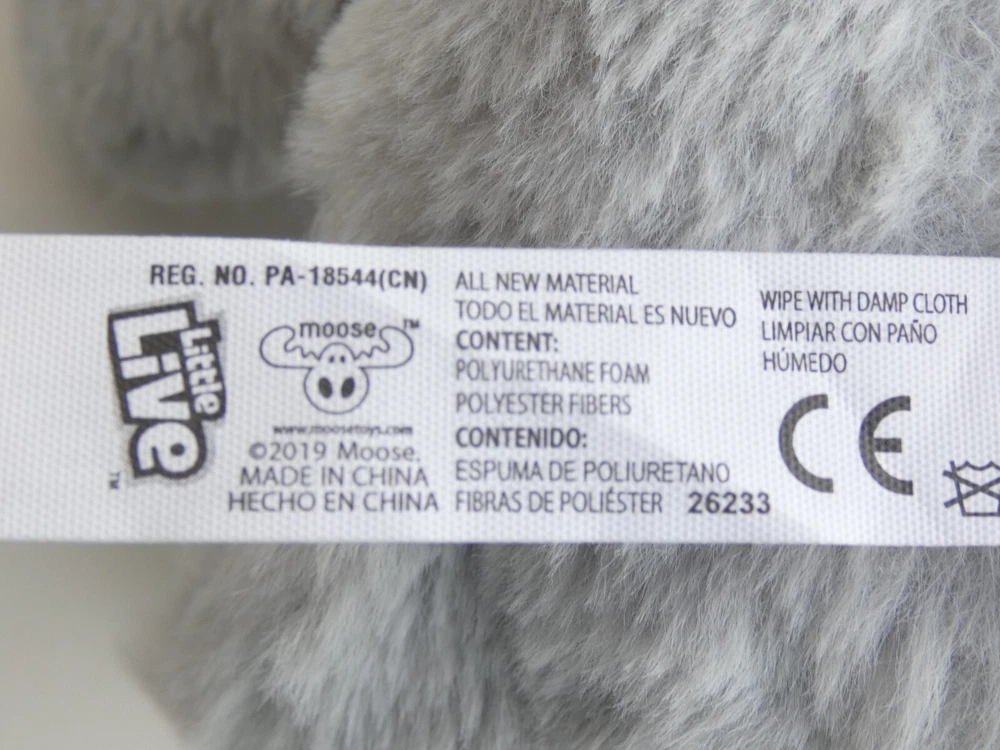 REG. NO. PA-18544(CN)
Little
Live
TM
moose
TM
www.moosetoys.com
©2019 Moose.
MADE IN CHINA
HECHO EN CHINA
ALL NEW MATERIAL
TODO EL MATERIAL ES NUEVO
CONTENT:
POLYURETHANE FOAM
POLYESTER FIBERS
CONTENIDO:
ESPUMA DE POLIURETANO
FIBRAS DE POLIÉSTER 26233
WIPE WITH DAMP CLOTH
LIMPIAR CON PAÑO
HÚMEDO
CE